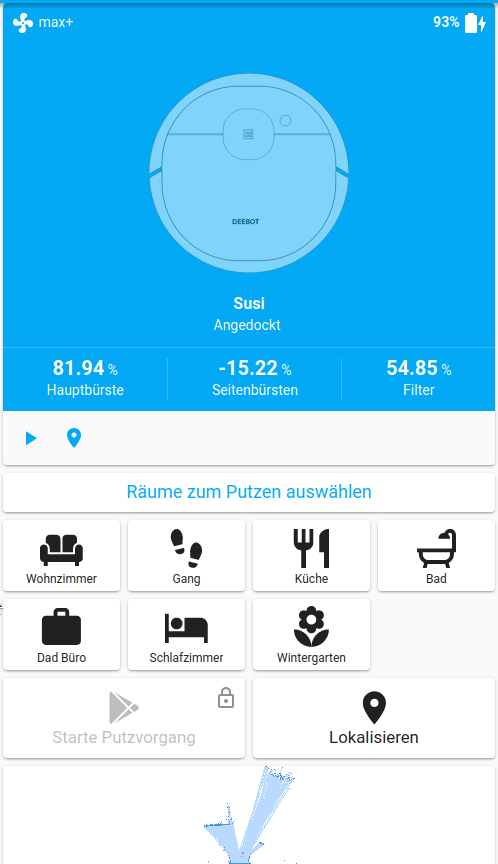 max+
93%
DEEBOT
Susi
Angedockt
81.94 %
Hauptbürste
-15.22 %
Seitenbürsten
54.85 %
Filter
Räume zum Putzen auswählen
Wohnzimmer
Gang
Küche
Bad
Dad Büro
Schlafzimmer
Wintergarten
Starte Putzvorgang
Lokalisieren